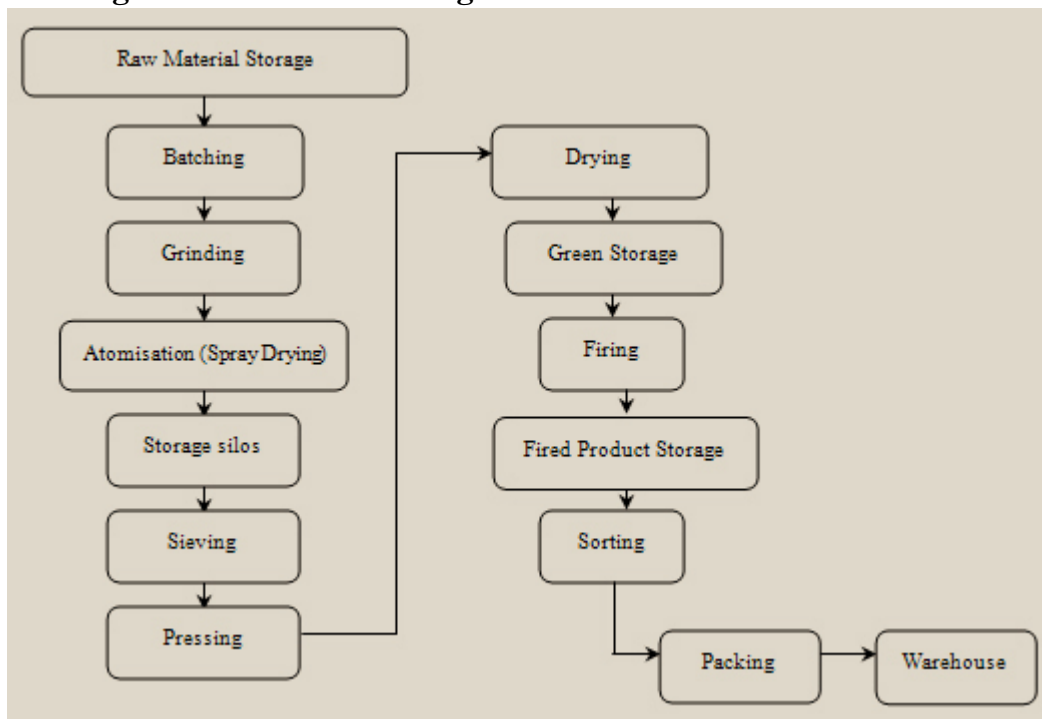 Raw Material Storage
Batching
Grinding
Atomisation (Spray Drying)
Storage silos
Sieving
Pressing
Drying
Green Storage
Firing
Fired Product Storage
Sorting
Packing
Warehouse